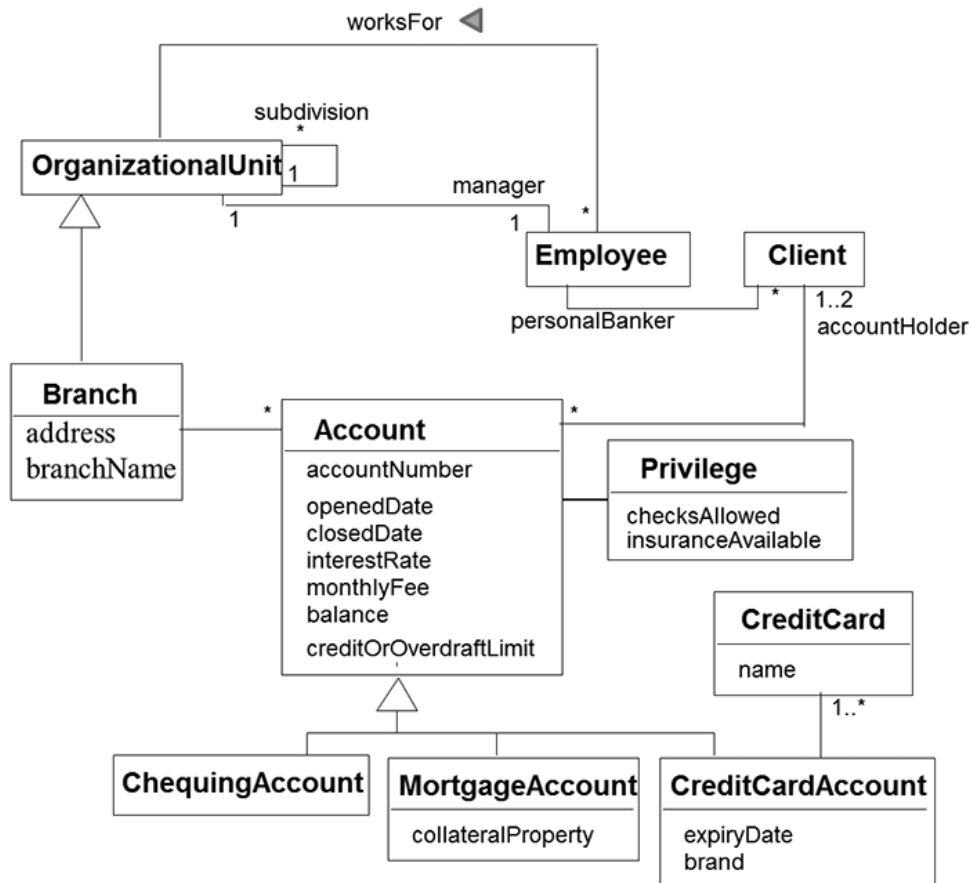 worksFor
subdivision
*
OrganizationalUnit
1
manager
1
1
*
Employee
Client
*
1..2
personalBanker
accountHolder
Branch
address
branchName
*
*
Account
accountNumber
openedDate
closedDate
interestRate
monthlyFee
balance
creditOrOverdraftLimit
Privilege
checksAllowed
insuranceAvailable
CreditCard
name
1..*
ChequingAccount
MortgageAccount
collateralProperty
CreditCardAccount
expiryDate
brand